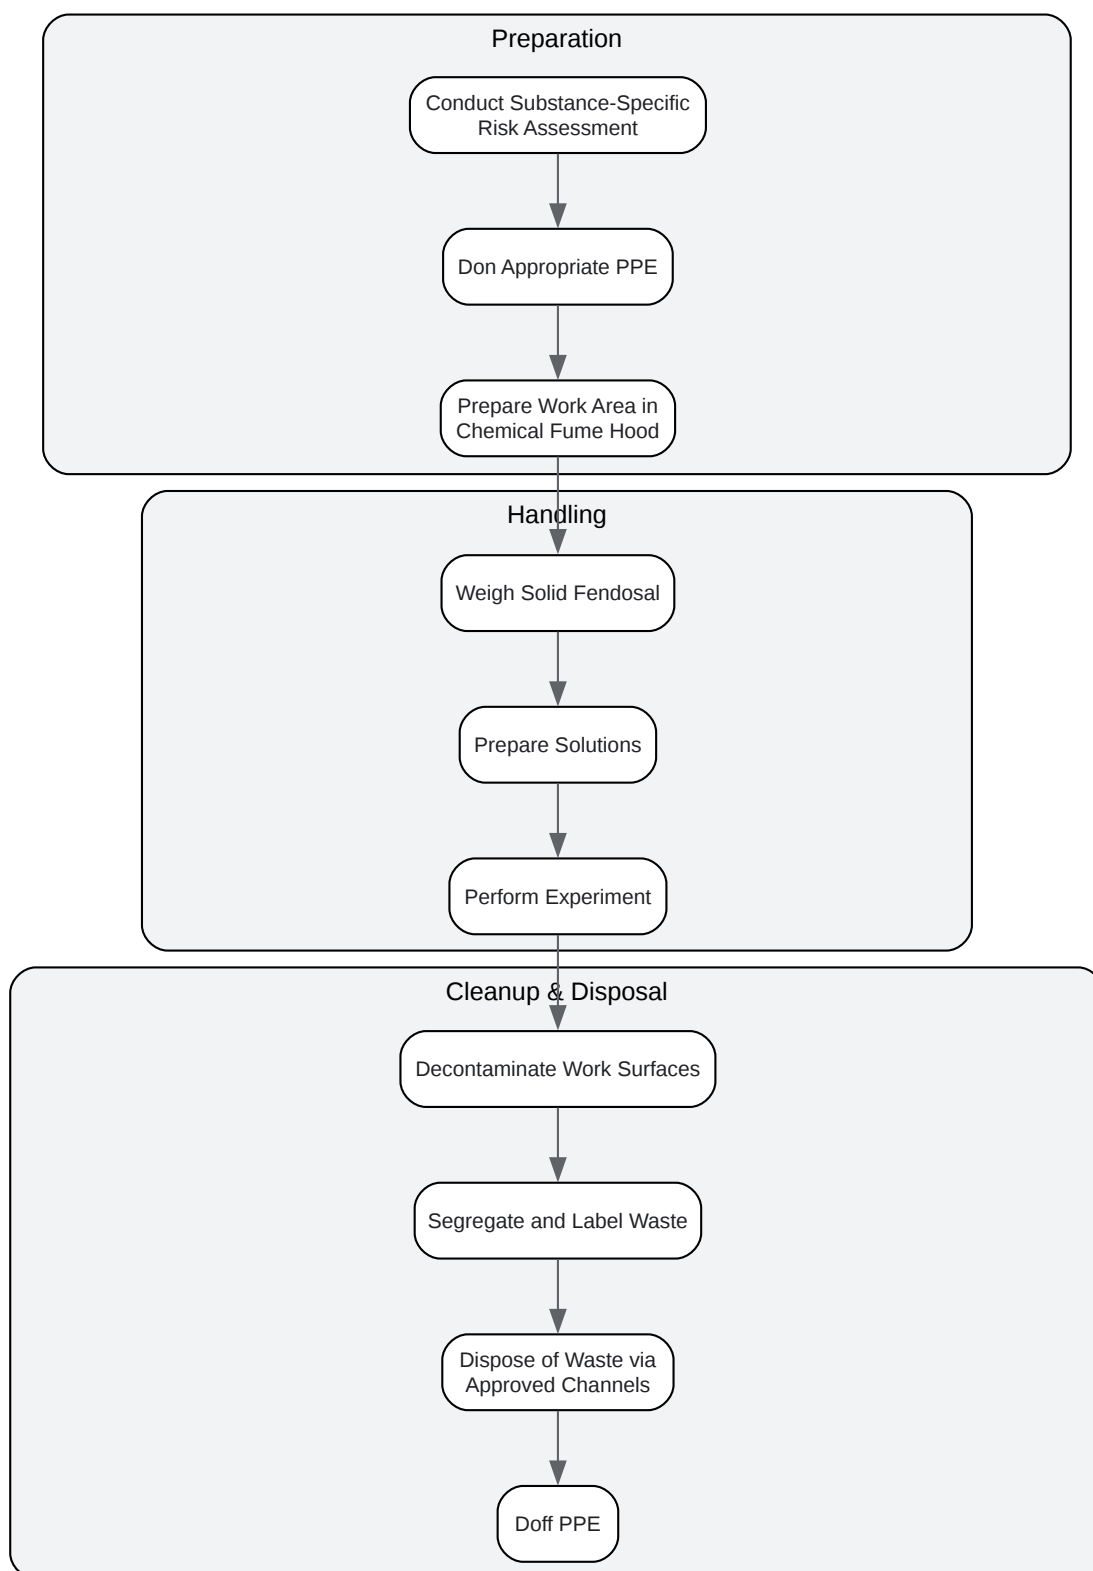 Preparation
Conduct Substance-Specific
Risk Assessment
Don Appropriate PPE
Prepare Work Area in
Chemical Fume Hood
Handling
Weigh Solid Fendosal
Prepare Solutions
Perform Experiment
Cleanup & Disposal
Decontaminate Work Surfaces
Segregate and Label Waste
Dispose of Waste via
Approved Channels
Doff PPE